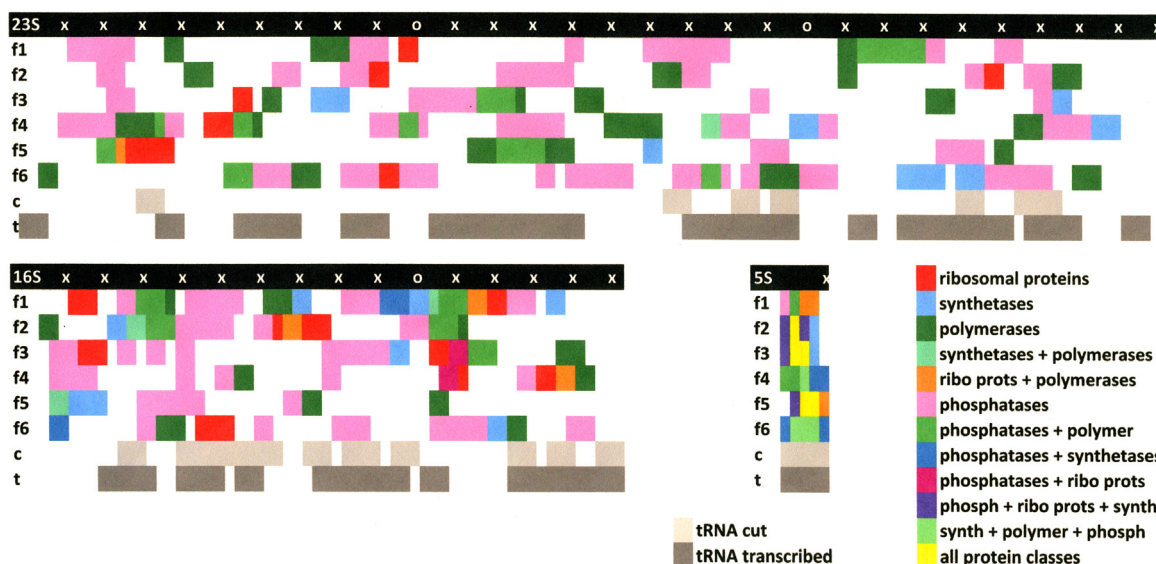 23S x x x x x x x x x o x x x x x x x x x o x x x x x x x x x
f1
f2
f3
f4
f5
f6
c
t
16S x x x x x x x x x o x x x x x
f1
f2
f3
f4
f5
f6
c
t
5S x
f1
f2
f3
f4
f5
f6
c
t
ribosomal proteins
synthetases
polymerases
synthetases + polymerases
ribo prots + polymerases
phosphatases
phosphatases + polymer
phosphatases + synthetases
phosphatases + ribo prots
phosph + ribo prots + synth
synth + polymer + phosph
all protein classes
tRNA cut
tRNA transcribed